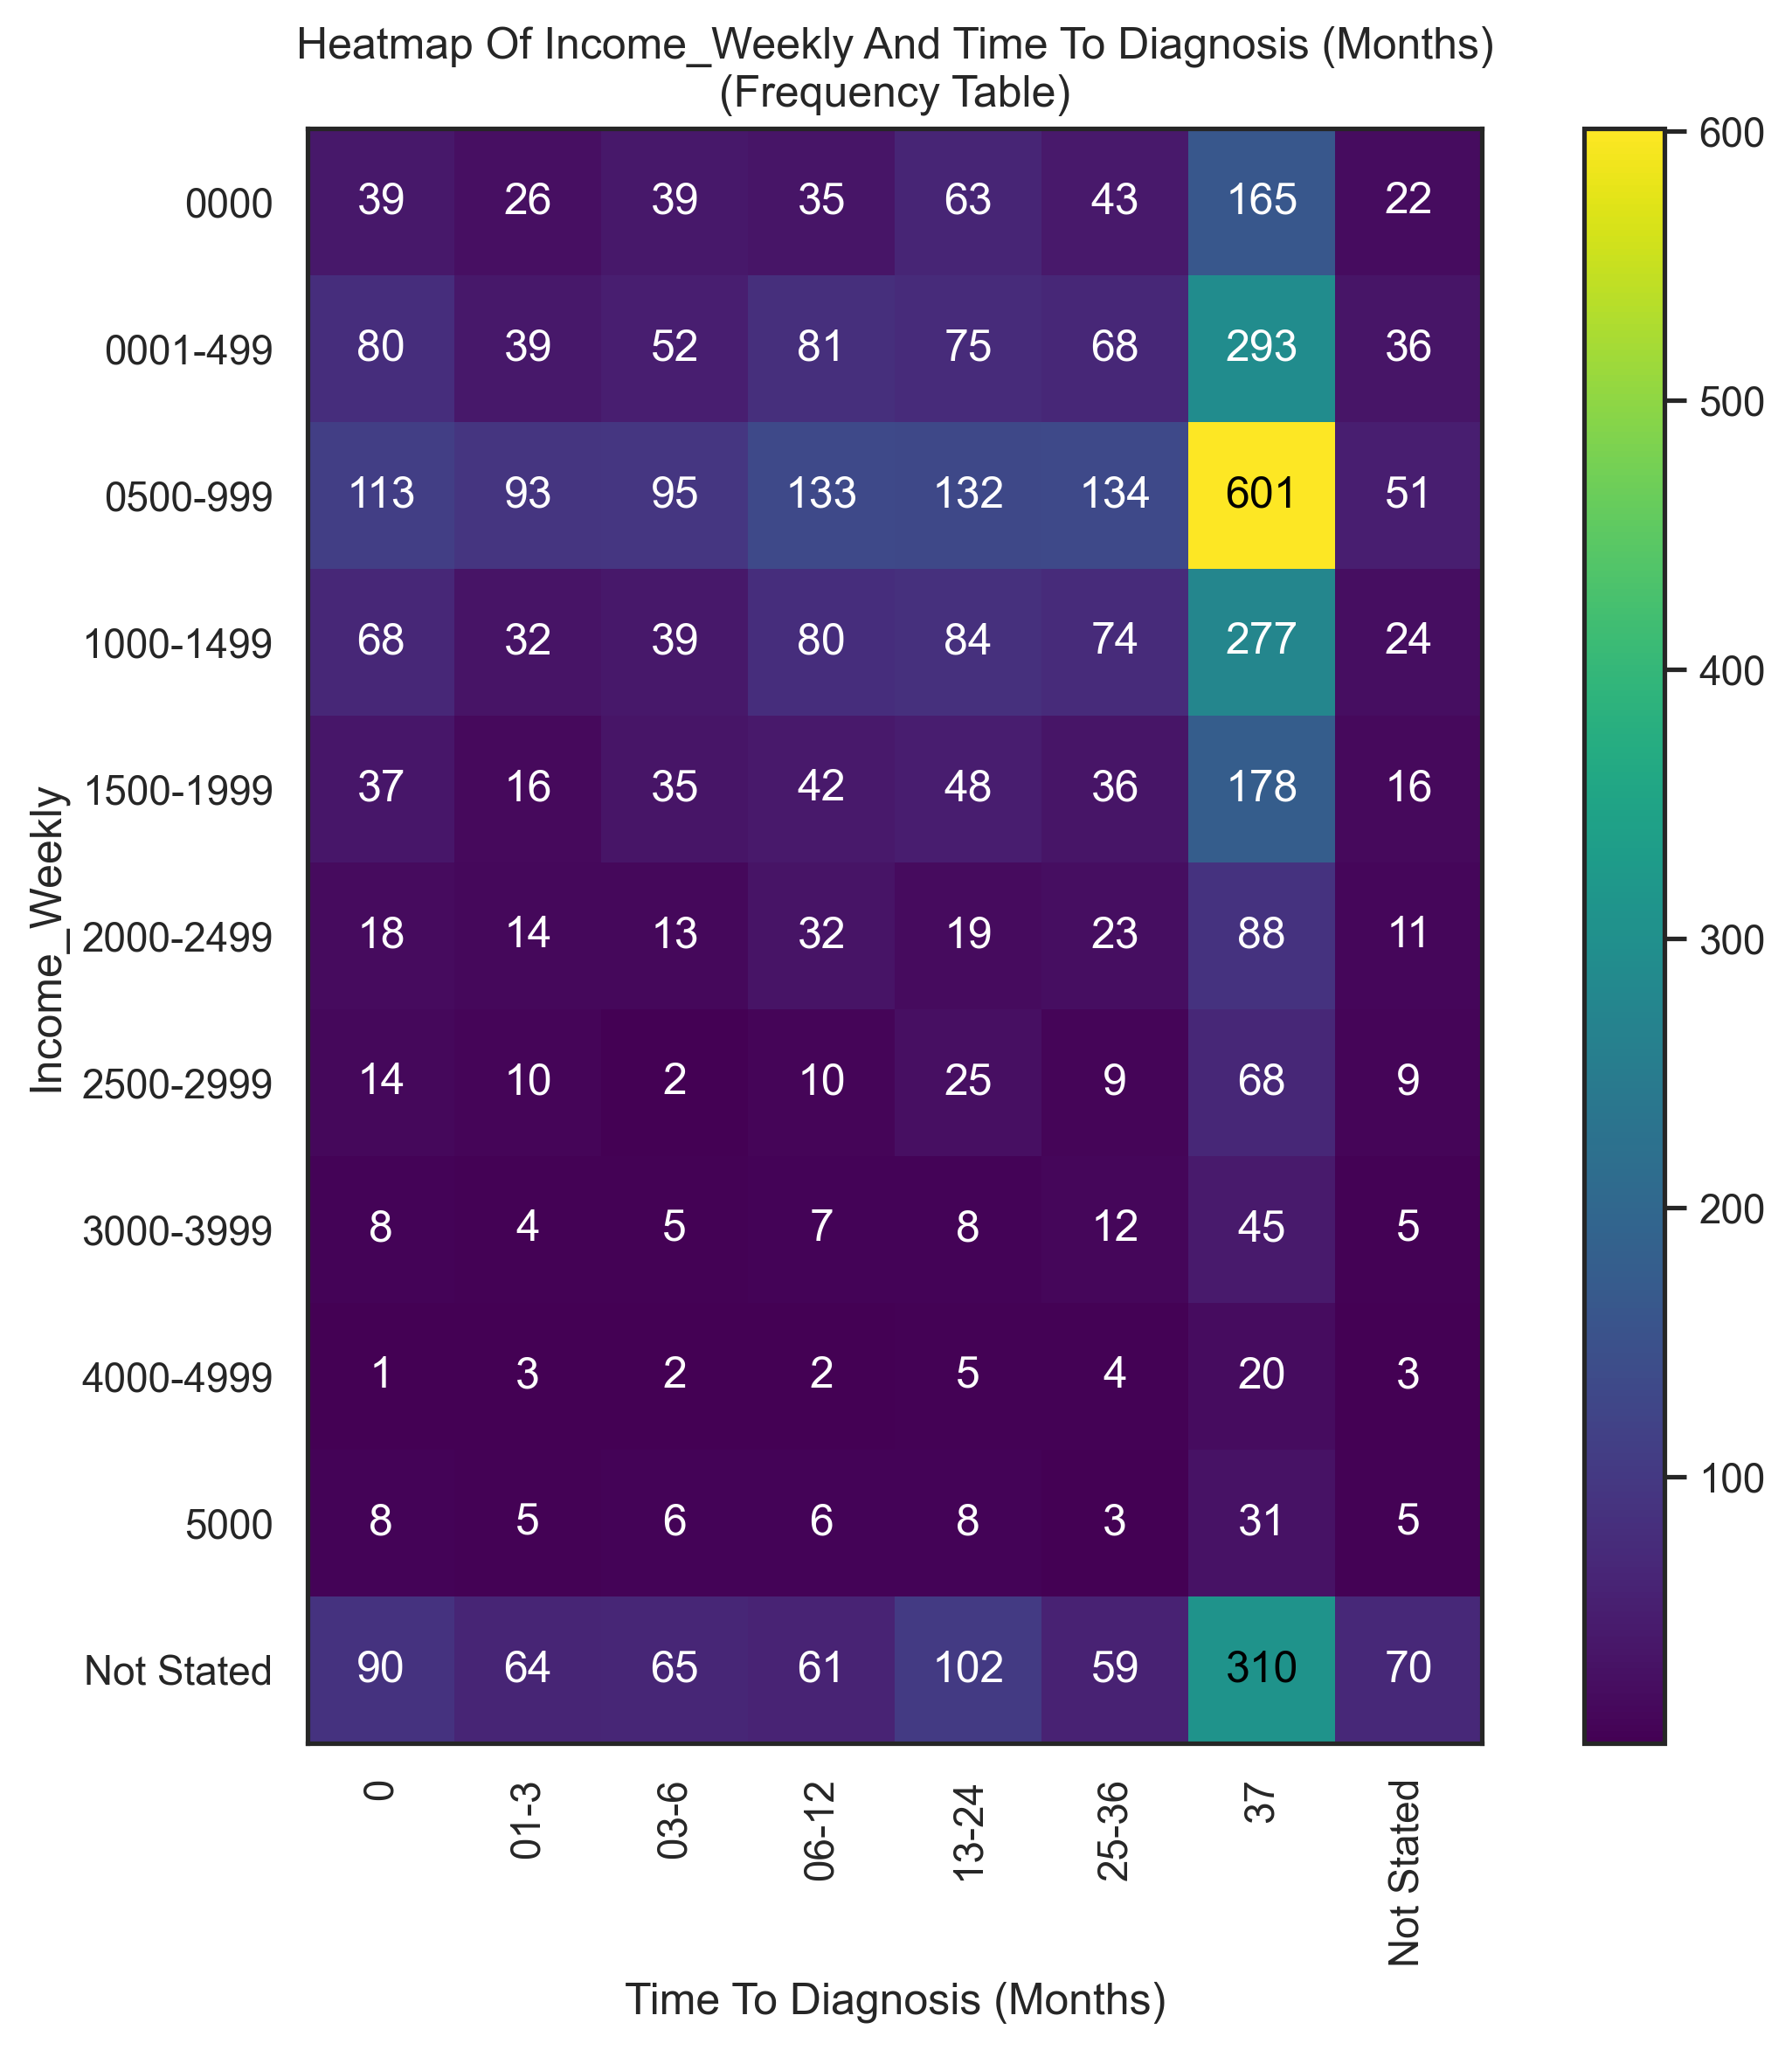 Heatmap Of Income_Weekly And Time To Diagnosis (Months)
(Frequency Table)
0000 39 26 39 35 63 43 165 22
0001-499 80 39 52 81 75 68 293 36
0500-999 113 93 95 133 132 134 601 51
1000-1499 68 32 39 80 84 74 277 24
1500-1999 37 16 35 42 48 36 178 16
2000-2499 18 14 13 32 19 23 88 11
2500-2999 14 10 2 10 25 9 68 9
3000-3999 8 4 5 7 8 12 45 5
4000-4999 1 3 2 2 5 4 20 3
5000 8 5 6 6 8 3 31 5
Not Stated 90 64 65 61 102 59 310 70
0 01-3 03-6 06-12 13-24 25-36 37 Not Stated
Time To Diagnosis (Months)
Income_Weekly
600
500
400
300
200
100